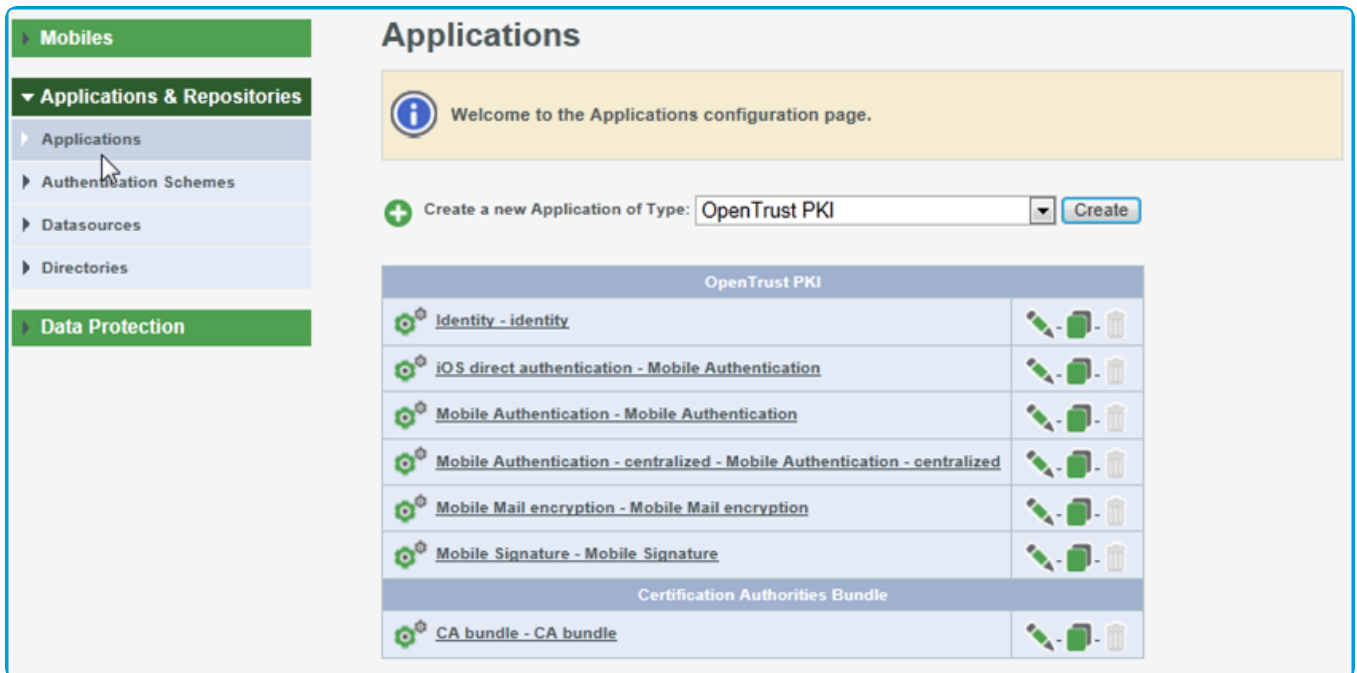 Mobiles
Applications & Repositories
Applications
Authentication Schemes
Datasources
Directories
Data Protection
Applications
Welcome to the Applications configuration page.
Create a new Application of Type: OpenTrust PKI Create
OpenTrust PKI
Identity - identity
iOS direct authentication - Mobile Authentication
Mobile Authentication - Mobile Authentication
Mobile Authentication - centralized - Mobile Authentication - centralized
Mobile Mail encryption - Mobile Mail encryption
Mobile Signature - Mobile Signature
Certification Authorities Bundle
CA bundle - CA bundle